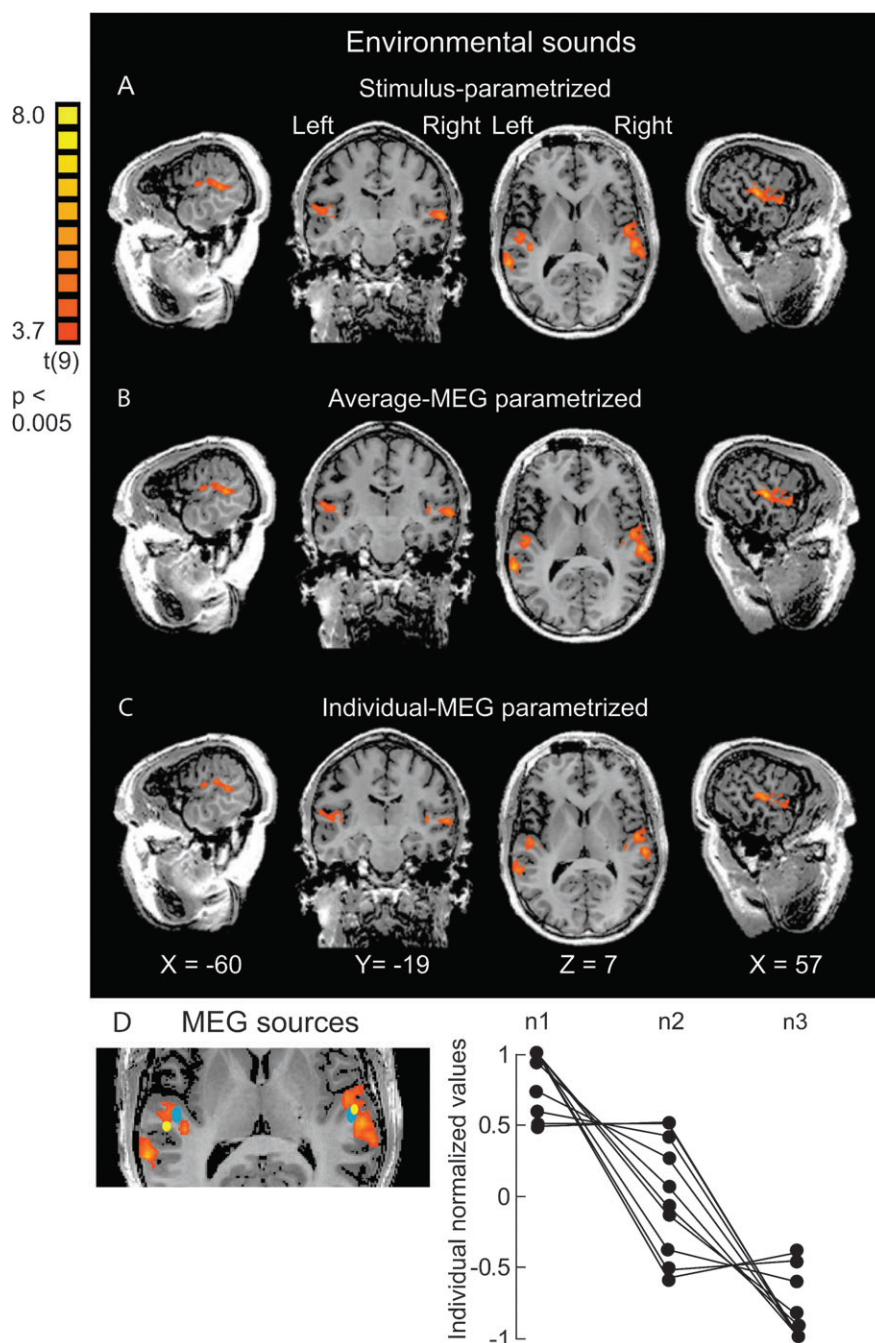 Environmental sounds
A
Stimulus-parametrized
Left Right Left Right
8.0
3.7
t(9)
p <
0.005
B
Average-MEG parametrized
C
Individual-MEG parametrized
X = -60 Y= -19 Z = 7 X = 57
D MEG sources
n1 n2 n3
Individual normalized values
1
0.5
0
-0.5
-1